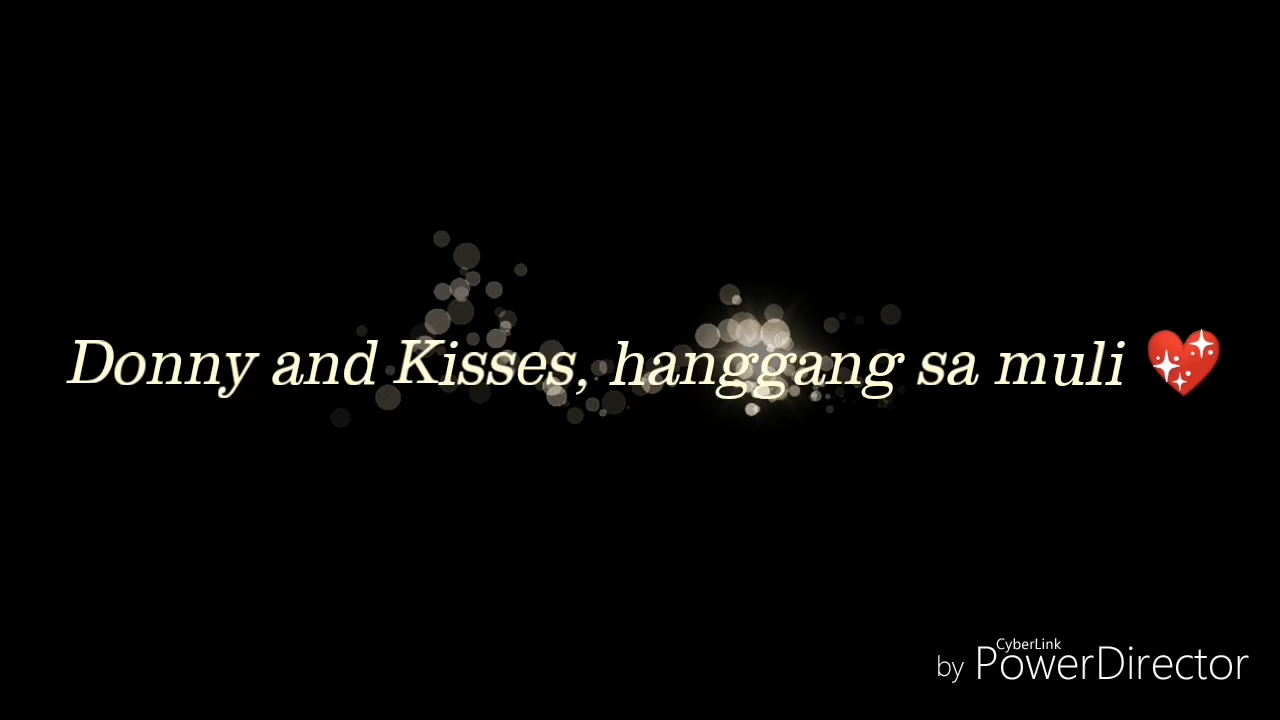 Donny and Kisses, hanggang sa muli 💖
CyberLink
by PowerDirector